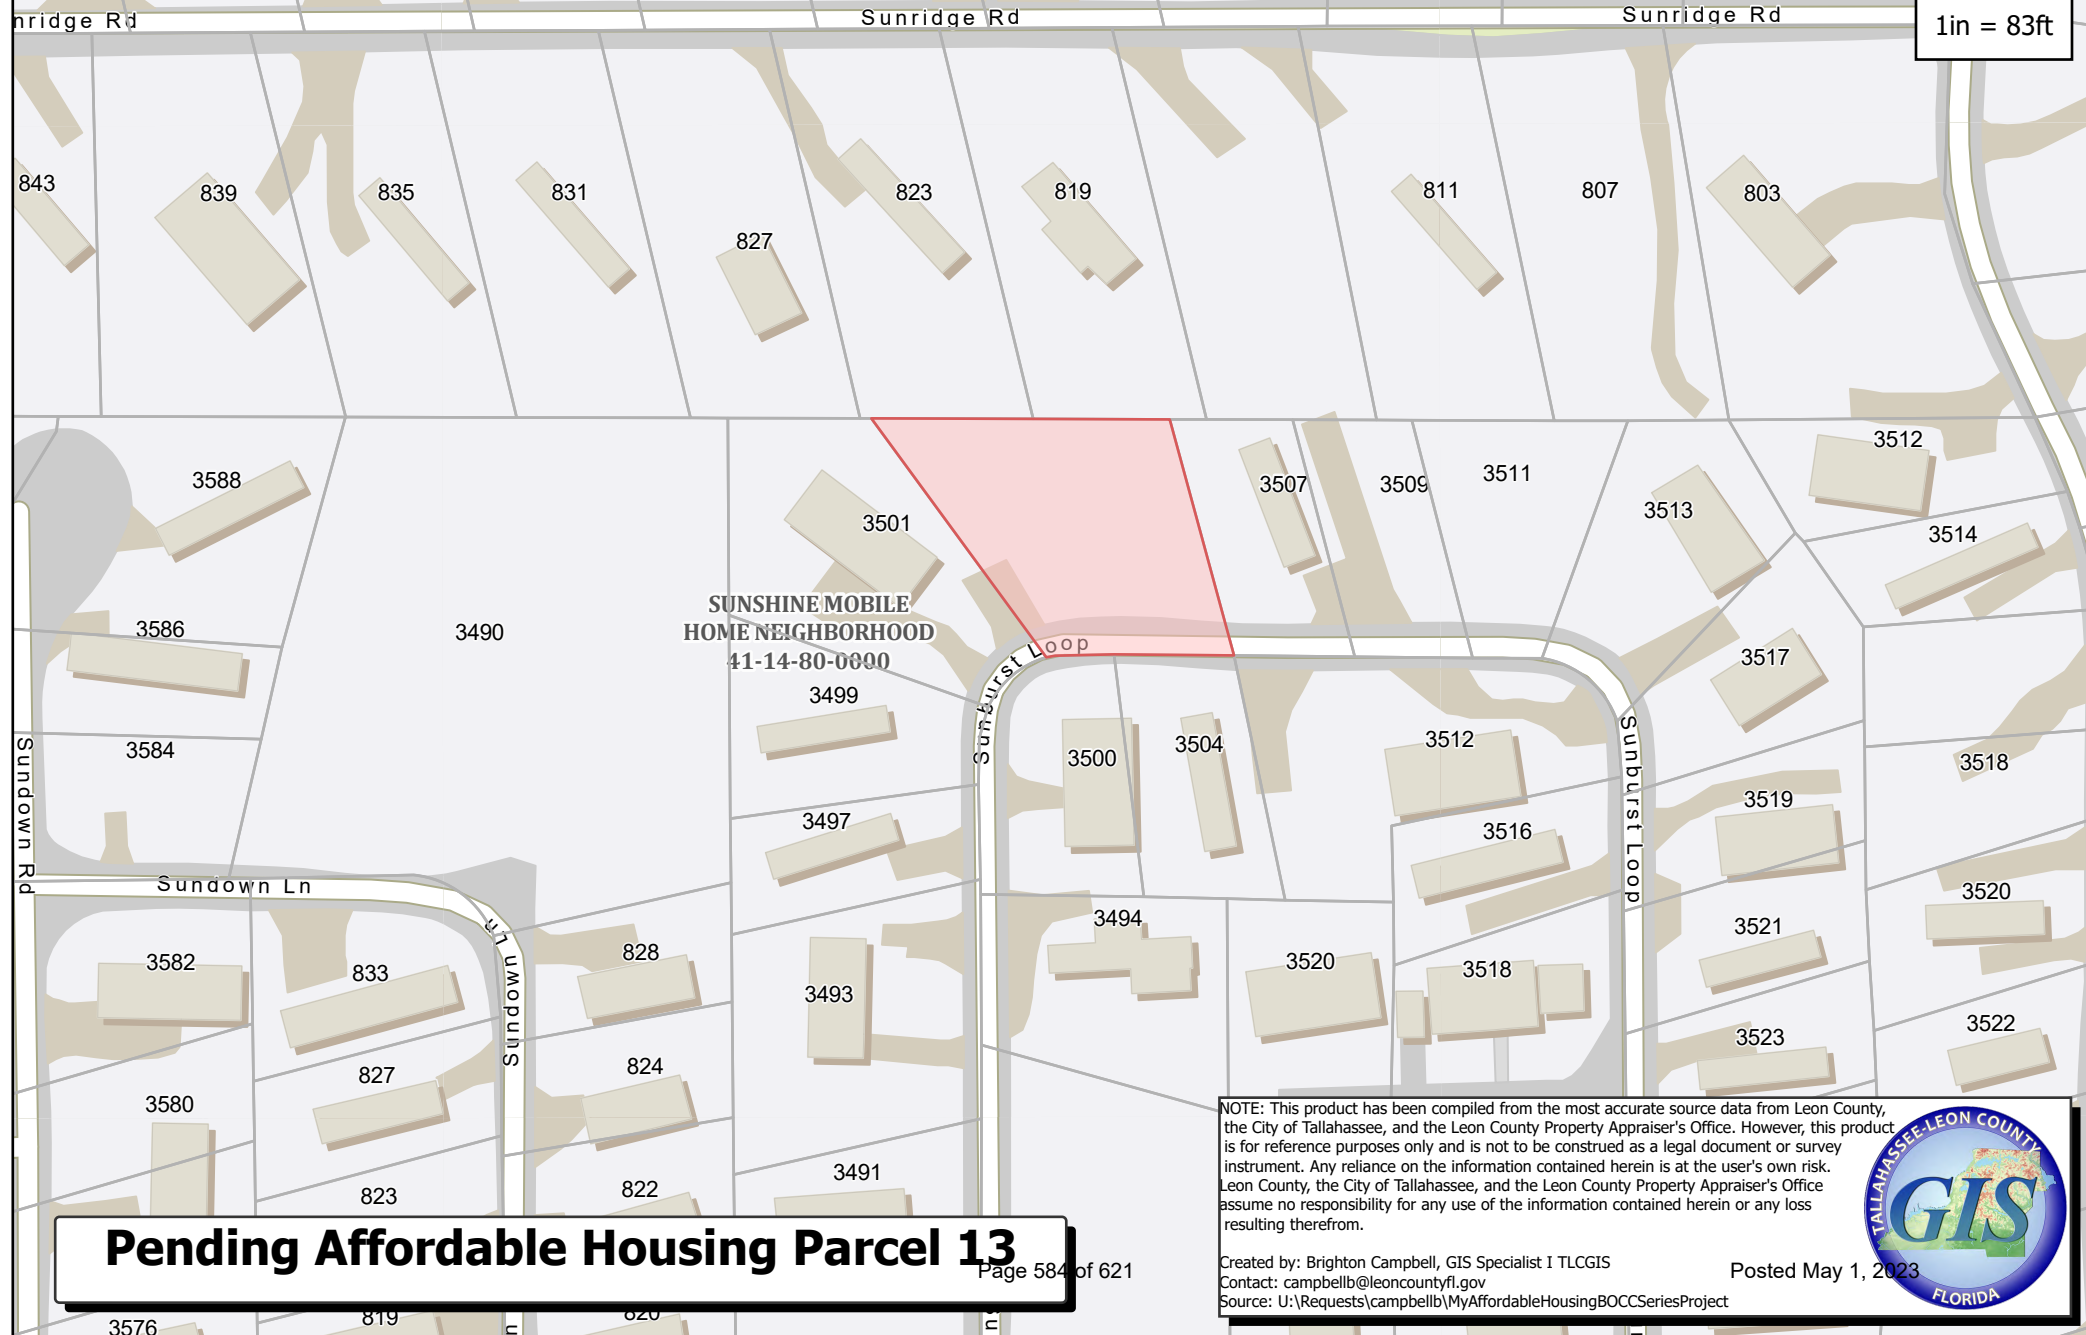 nridge Rd
Sunridge Rd
Sunridge Rd
1in = 83ft
843
839
835
831
827
823
819
811
807
803
3588
3586
3584
3490
3501
SUNSHINE MOBILE
HOME NEIGHBORHOOD
41-14-80-0000
3507
3509
3511
3513
3512
3514
3517
3518
Sunburst Loop
3499
3497
3500
3504
3512
3516
Sunburst Loop
3519
3520
3521
3522
3523
Sundown Rd
Sundown Ln
Ln
Sundown
3582
833
828
3493
3494
3520
3518
3580
827
824
823
822
3491
3576
819
820
n
n
Pending Affordable Housing Parcel 13
Page 584 of 621
NOTE: This product has been compiled from the most accurate source data from Leon County,
the City of Tallahassee, and the Leon County Property Appraiser's Office. However, this product
is for reference purposes only and is not to be construed as a legal document or survey
instrument. Any reliance on the information contained herein is at the user's own risk.
Leon County, the City of Tallahassee, and the Leon County Property Appraiser's Office
assume no responsibility for any use of the information contained herein or any loss
resulting therefrom.
Created by: Brighton Campbell, GIS Specialist I TLCGIS
Contact: campbellb@leoncountyfl.gov
Source: U:\Requests\campbellb\MyAffordableHousingBOCCSeriesProject
Posted May 1, 2023
TALLAHASSEE-LEON COUNTY
GIS
FLORIDA